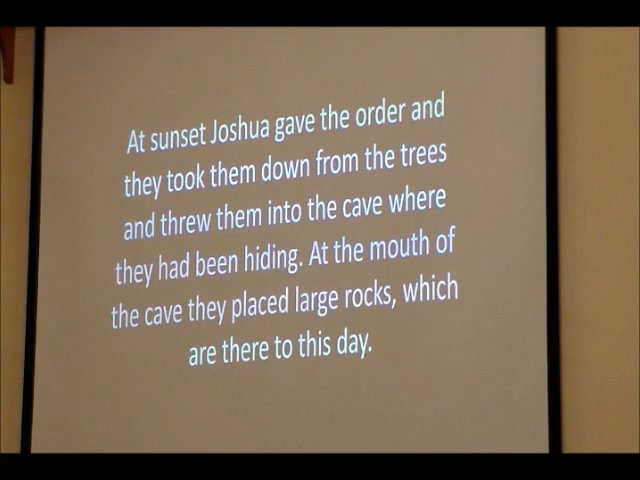 At sunset Joshua gave the order and
they took them down from the trees
and threw them into the cave where
they had been hiding. At the mouth of
the cave they placed large rocks, which
are there to this day.